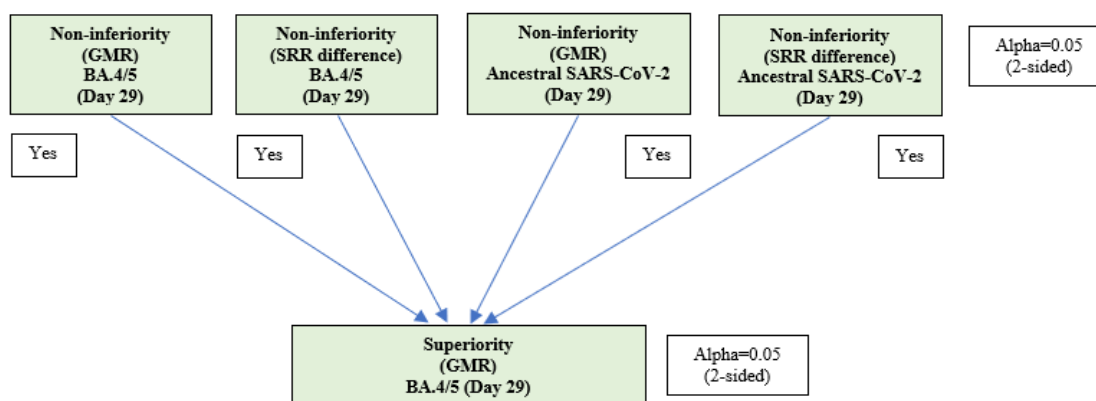 Non-inferiority
(GMR)
BA.4/5
(Day 29)
Non-inferiority
(SRR difference)
BA.4/5
(Day 29)
Non-inferiority
(GMR)
Ancestral SARS-CoV-2
(Day 29)
Non-inferiority
(SRR difference)
Ancestral SARS-CoV-2
(Day 29)
Alpha=0.05
(2-sided)
Yes
Yes
Yes
Yes
Superiority
(GMR)
BA.4/5 (Day 29)
Alpha=0.05
(2-sided)